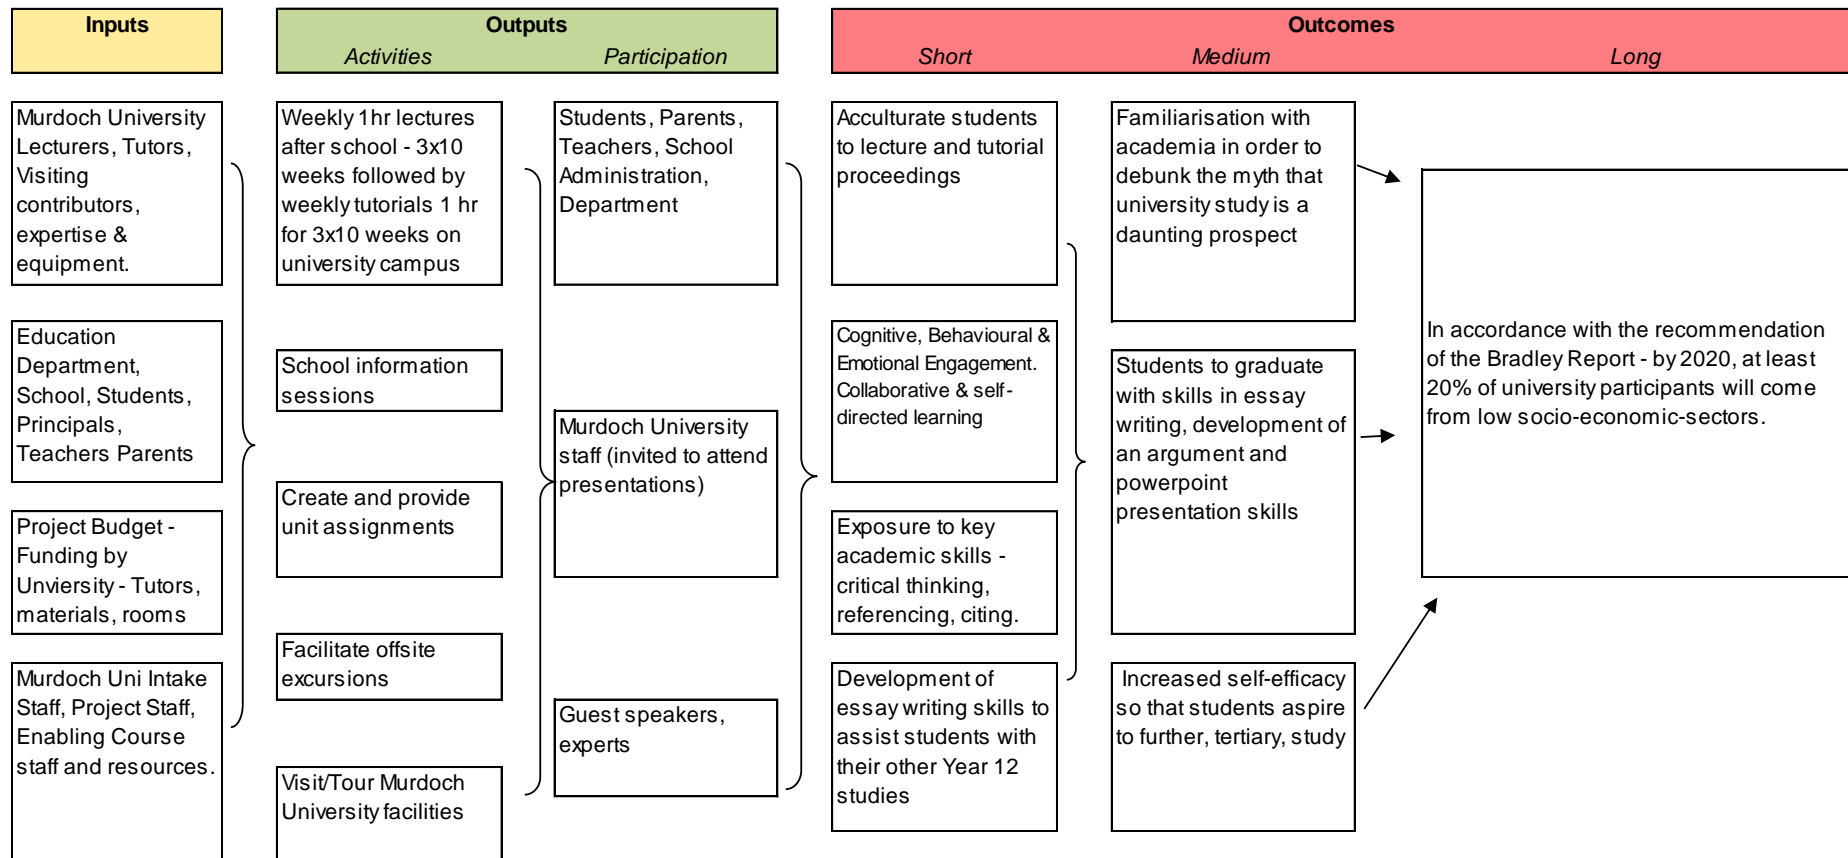 Inputs
Outputs
Activities
Participation
Outcomes
Short
Medium
Long
Murdoch University
Lecturers, Tutors,
Visiting
contributors,
expertise &
equipment.
Education
Department,
School, Students,
Principals,
Teachers Parents
Project Budget -
Funding by
Unviersity - Tutors,
materials, rooms
Murdoch Uni Intake
Staff, Project Staff,
Enabling Course
staff and resources.
Weekly 1hr lectures
after school - 3x10
weeks followed by
weekly tutorials 1 hr
for 3x10 weeks on
university campus
School information
sessions
Create and provide
unit assignments
Facilitate offsite
excursions
Visit/Tour Murdoch
University facilities
Students, Parents,
Teachers, School
Administration,
Department
Murdoch University
staff (invited to attend
presentations)
Guest speakers,
experts
Acculturate students
to lecture and tutorial
proceedings
Cognitive, Behavioural &
Emotional Engagement.
Collaborative & self-
directed learning
Exposure to key
academic skills -
critical thinking,
referencing, citing.
Development of
essay writing skills to
assist students with
their other Year 12
studies
Familiarisation with
academia in order to
debunk the myth that
university study is a
daunting prospect
Students to graduate
with skills in essay
writing, development of
an argument and
powerpoint
presentation skills
Increased self-efficacy
so that students aspire
to further, tertiary, study
In accordance with the recommendation
of the Bradley Report - by 2020, at least
20% of university participants will come
from low socio-economic-sectors.